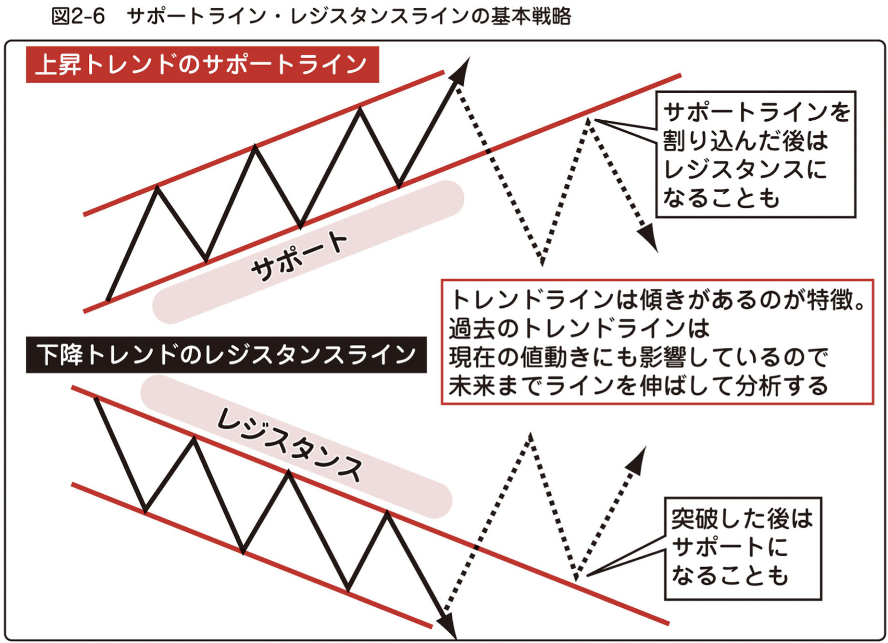 図2-6　サポートライン・レジスタンスラインの基本戦略
上昇トレンドのサポートライン
サポートラインを
割り込んだ後は
レジスタンスに
なることも
サポート
トレンドラインは傾きがあるのが特徴。
過去のトレンドラインは
現在の値動きにも影響しているので
未来までラインを伸ばして分析する
下降トレンドのレジスタンスライン
レジスタンス
突破した後は
サポートに
なることも